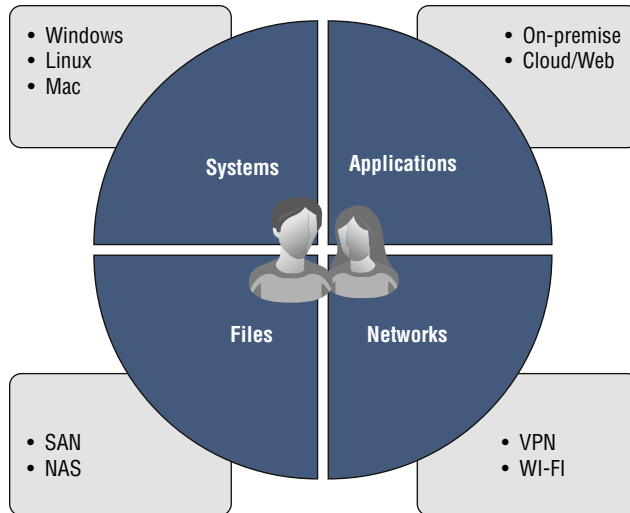 • Windows
• Linux
• Mac
• On-premise
• Cloud/Web
Systems
Applications
Files
Networks
• SAN
• NAS
• VPN
• WI-FI